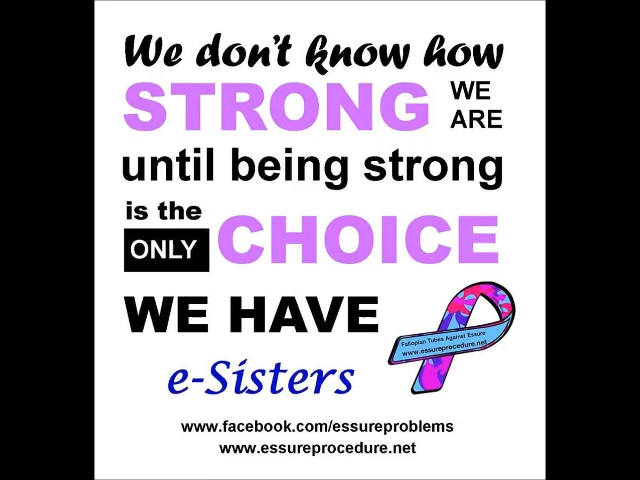 We don't know how
STRONG WE ARE
until being strong
is the
ONLY CHOICE
WE HAVE
Fallopian Tubes Against Essure
www.essureprocedure.net
e-Sisters
www.facebook.com/essureproblems
www.essureprocedure.net